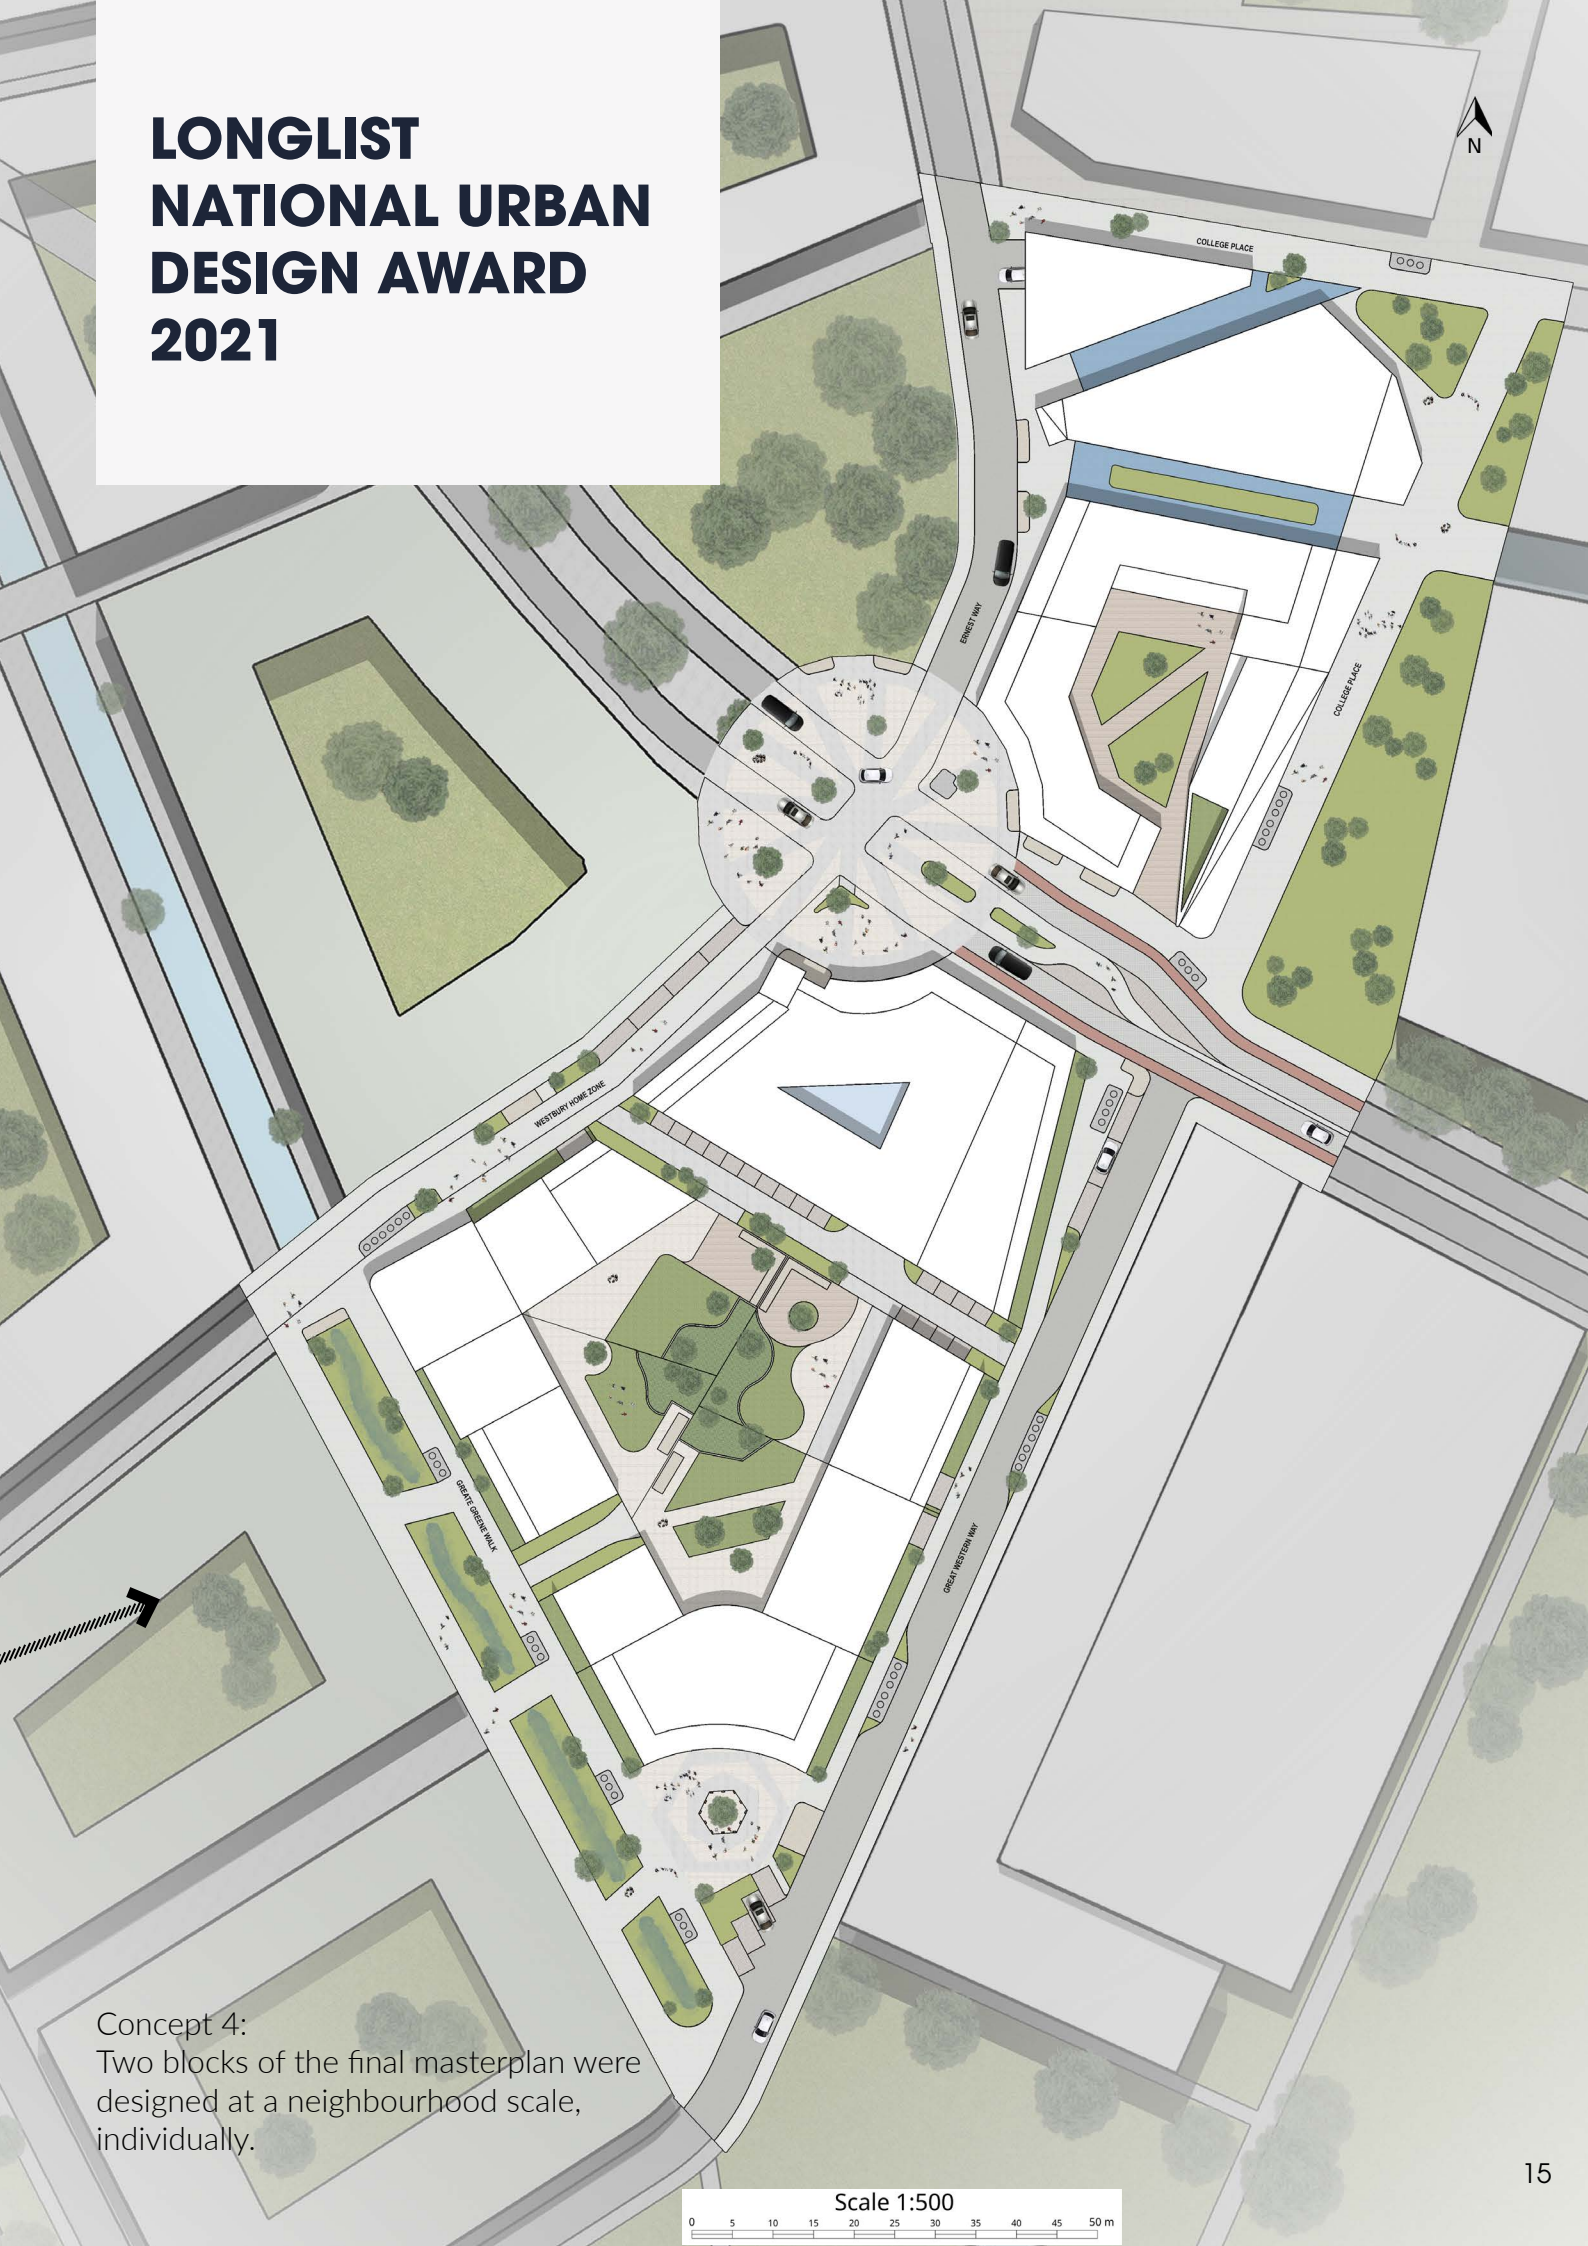 LONGLIST
NATIONAL URBAN
DESIGN AWARD
2021
N
COLLEGE PLACE
ERNEST WAY
COLLEGE PLACE
WESTBURY HOME ZONE
GREATE GREENE WALK
GREAT WESTERN WAY
Concept 4:
Two blocks of the final masterplan were
designed at a neighbourhood scale,
individually.
15
Scale 1:500
0 5 10 15 20 25 30 35 40 45 50 m